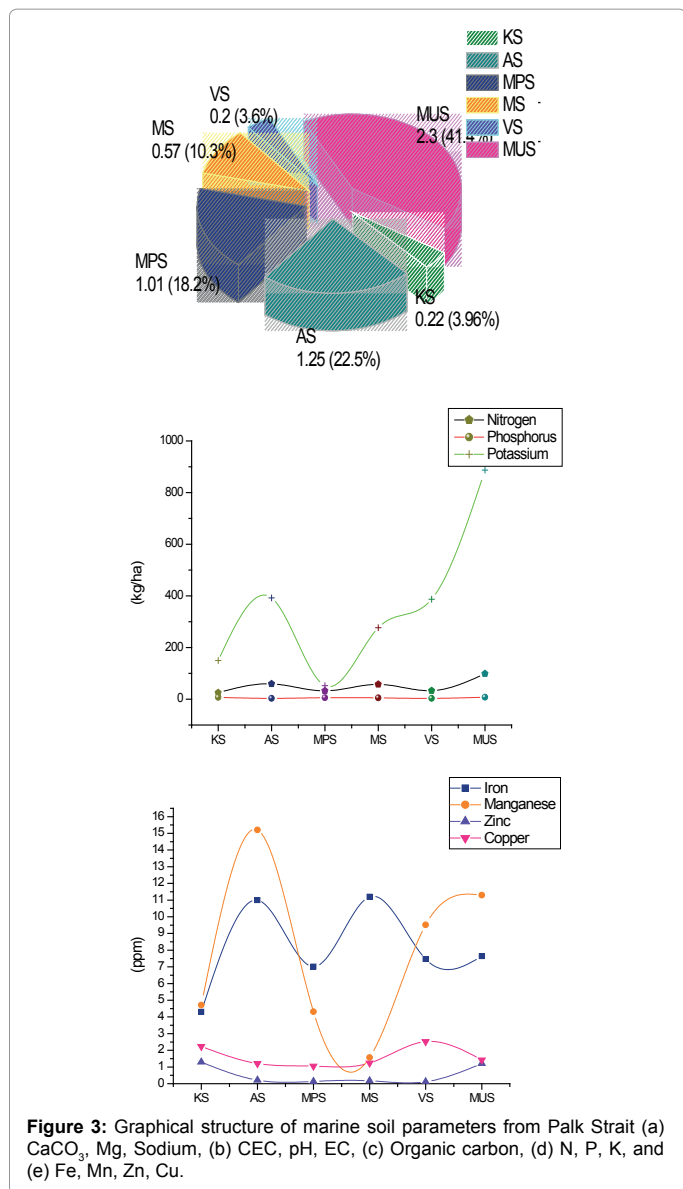 KS
AS
MPS
MS
VS
MUS
VS
0.2 (3.6%)
MUS
2.3 (41.4%)
MS
0.57 (10.3%)
MPS
1.01 (18.2%)
KS
0.22 (3.96%)
AS
1.25 (22.5%)
Nitrogen
Phosphorus
Potassium
1000
800
600
400
200
0
(kg/ha)
KS AS MPS MS VS MUS
Iron
Manganese
Zinc
Copper
16
15
14
13
12
11
10
9
8
7
6
5
4
3
2
1
0
(ppm)
KS AS MPS MS VS MUS
Figure 3: Graphical structure of marine soil parameters from Palk Strait (a)
CaCO₃, Mg, Sodium, (b) CEC, pH, EC, (c) Organic carbon, (d) N, P, K, and
(e) Fe, Mn, Zn, Cu.